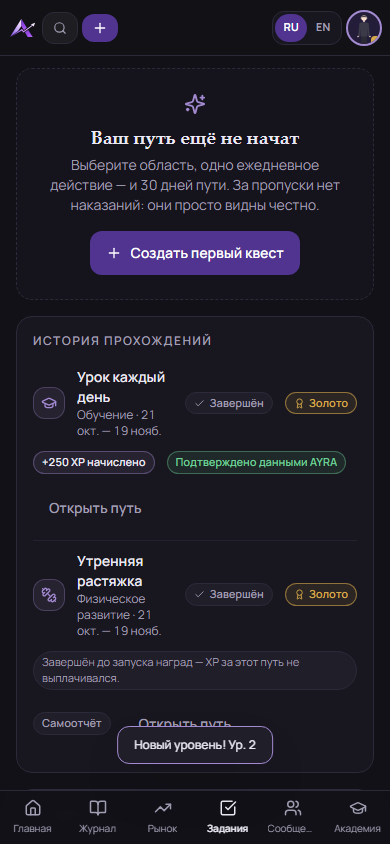 RU EN
Ваш путь ещё не начат
Выберите область, одно ежедневное
действие — и 30 дней пути. За пропуски нет
наказаний: они просто видны честно.
Создать первый квест
ИСТОРИЯ ПРОХОЖДЕНИЙ
Урок каждый
день
Обучение · 21
окт. — 19 нояб.
Завершён
Золото
+250 XP начислено
Подтверждено данными AYRA
Открыть путь
Утренняя
растяжка
Физическое
развитие · 21
окт. — 19 нояб.
Завершён
Золото
Завершён до запуска наград — XP за этот путь не
выплачивался.
Самоотчёт
Открыть путь
Новый уровень! Ур. 2
Главная
Журнал
Рынок
Задания
Сообще...
Академия